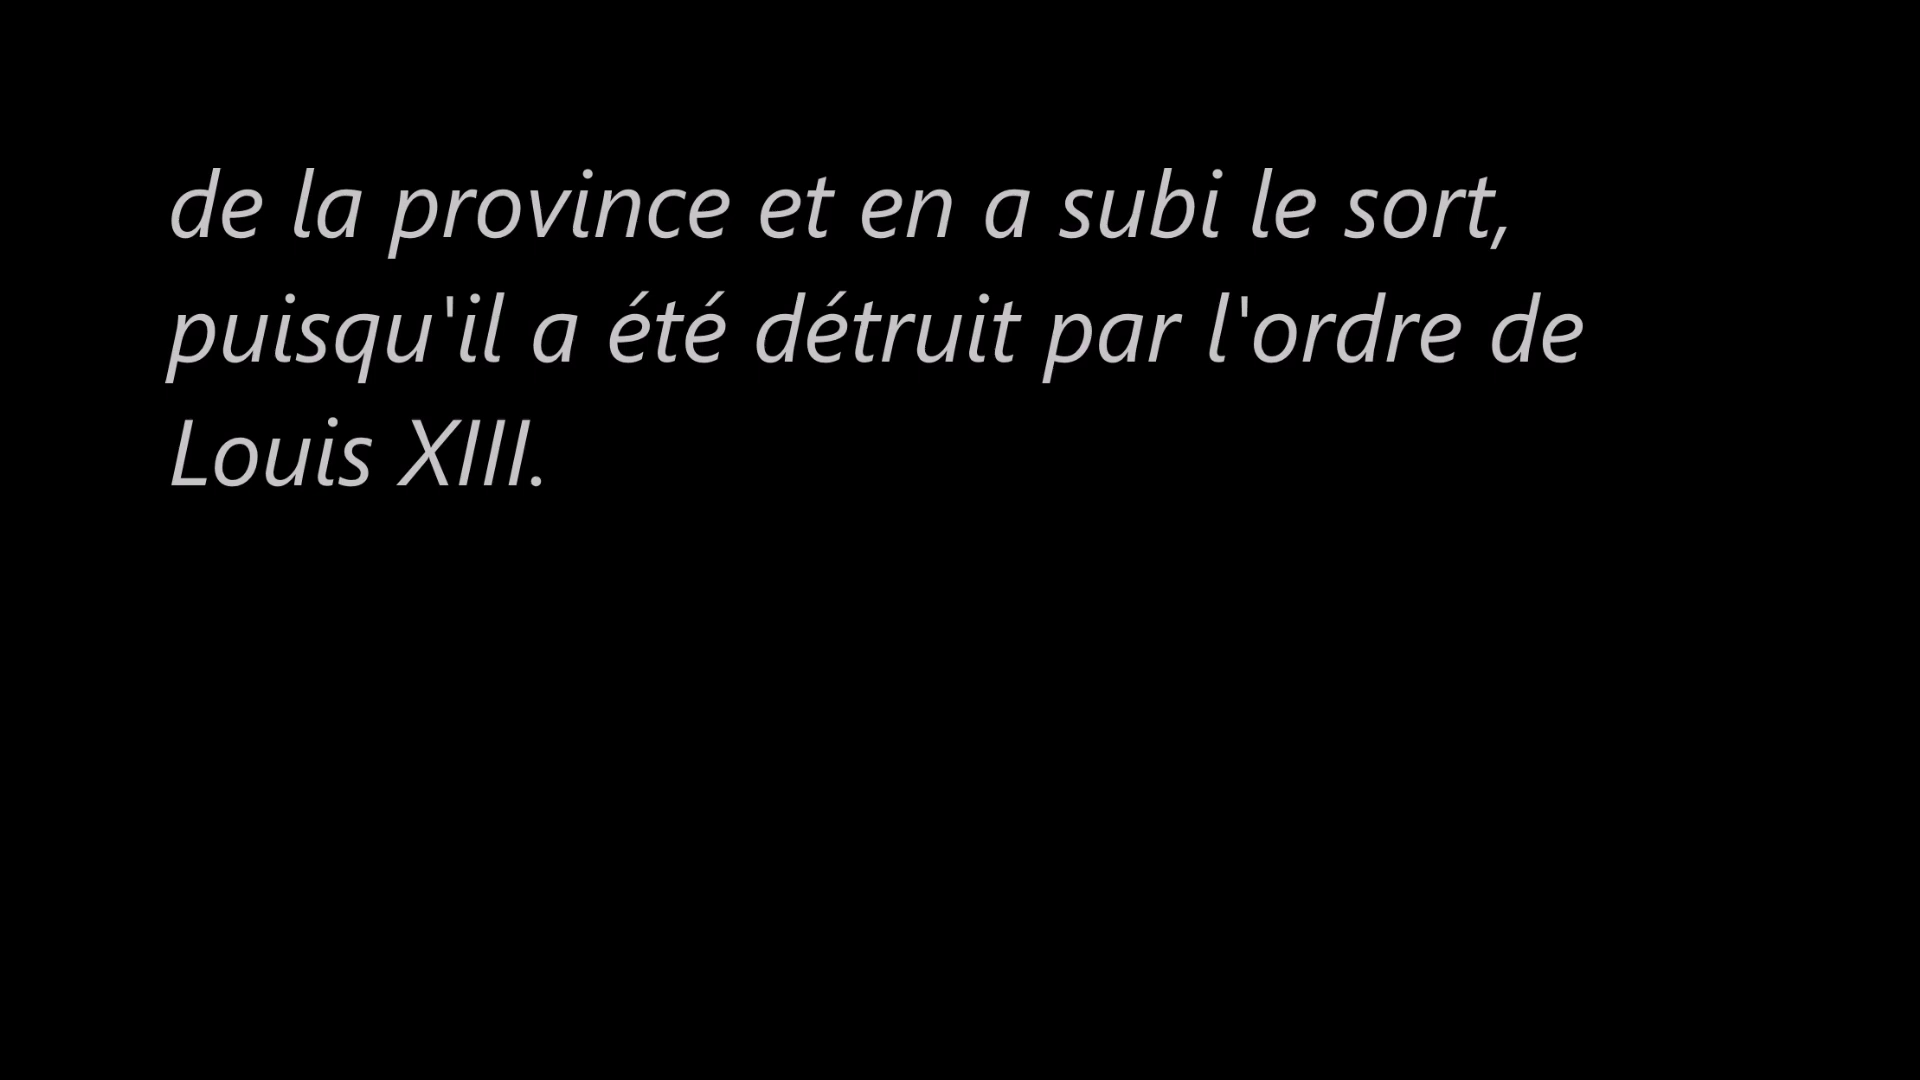 de la province et en a subi le sort,
puisqu'il a été détruit par l'ordre de
Louis XIII.